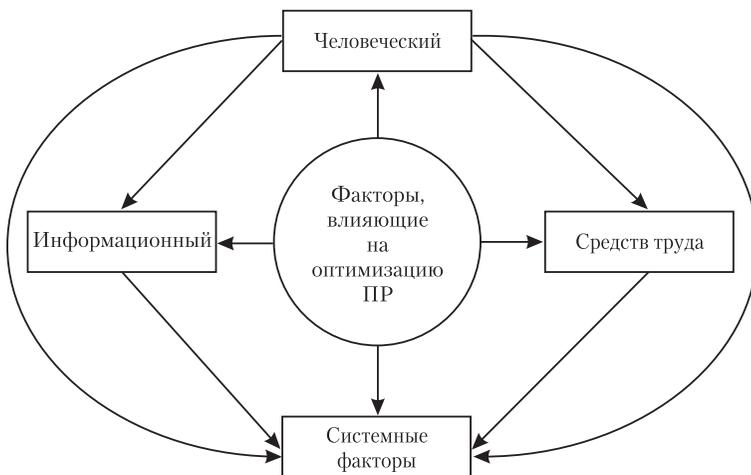 Человеческий
Факторы,
влияющие
на
оптимизацию
ПР
Информационный
Средств труда
Системные
факторы